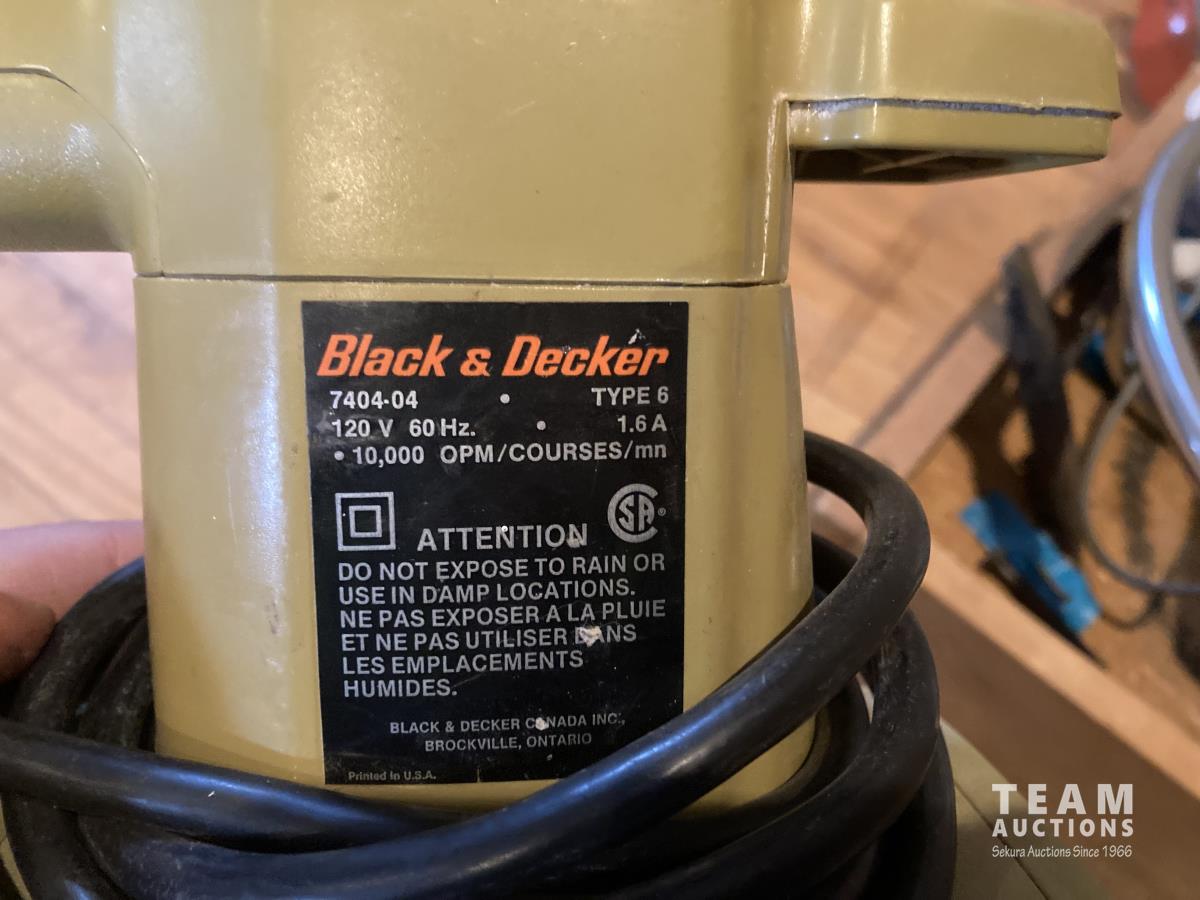 Black & Decker
7404-04 • TYPE 6
120 V 60 Hz. • 1.6 A
• 10,000 OPM/COURSES/mn
ATTENTION
SA®
DO NOT EXPOSE TO RAIN OR
USE IN DAMP LOCATIONS.
NE PAS EXPOSER A LA PLUIE
ET NE PAS UTILISER DANS
LES EMPLACEMENTS
HUMIDES.
BLACK & DECKER CANADA INC.,
BROCKVILLE, ONTARIO
Printed in U.S.A.
TEAM
AUCTIONS
Sekura Auctions Since 1966